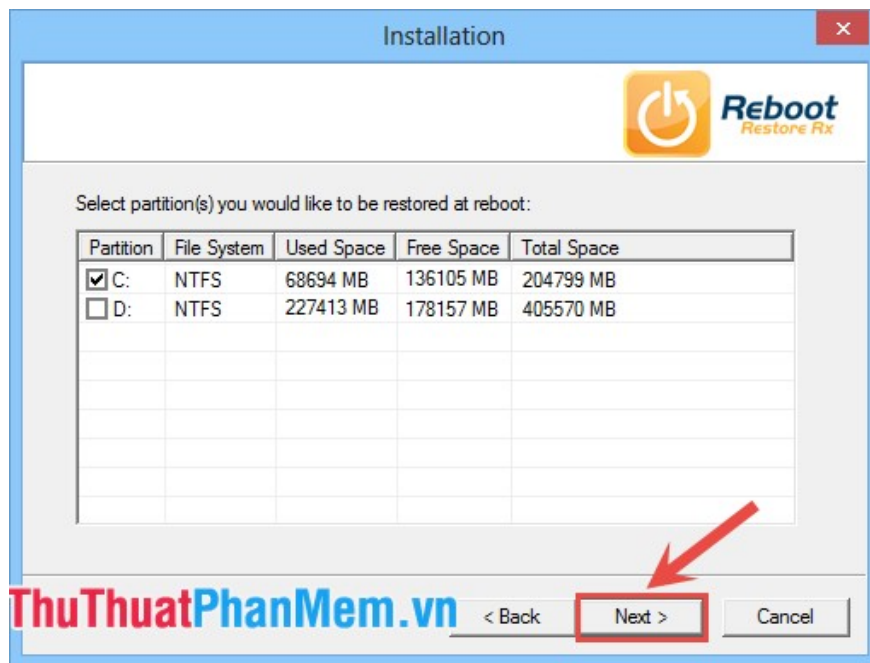 Installation
Reboot
Restore Rx
Select partition(s) you would like to be restored at reboot:
Partition File System Used Space Free Space Total Space
C: NTFS 68694 MB 136105 MB 204799 MB
D: NTFS 227413 MB 178157 MB 405570 MB
ThuThuatPhanMem.vn
< Back Next > Cancel